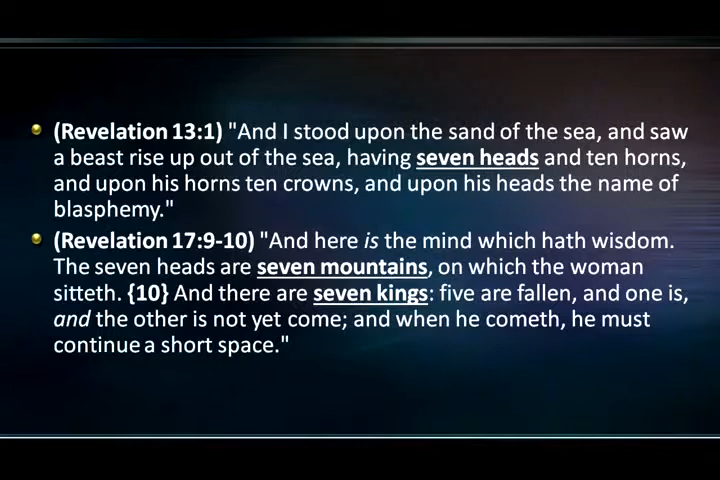 (Revelation 13:1) "And I stood upon the sand of the sea, and saw
a beast rise up out of the sea, having seven heads and ten horns,
and upon his horns ten crowns, and upon his heads the name of
blasphemy."
(Revelation 17:9-10) "And here is the mind which hath wisdom.
The seven heads are seven mountains, on which the woman
sitteth. {10} And there are seven kings: five are fallen, and one is,
and the other is not yet come; and when he cometh, he must
continue a short space."